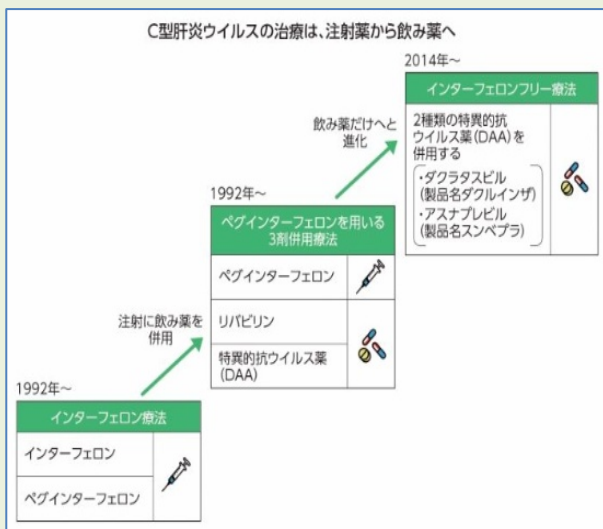 C型肝炎ウイルスの治療は、注射薬から飲み薬へ
2014年～
インターフェロンフリー療法
2種類の特異的抗
ウイルス薬(DAA)を
併用する
・ダクラタスビル
(製品名ダクルインザ)
・アスナプレビル
(製品名スンベプラ)
飲み薬だけへと
進化
1992年～
ペグインターフェロンを用いる
3剤併用療法
ペグインターフェロン
リバビリン
特異的抗ウイルス薬
(DAA)
注射に飲み薬を
併用
1992年～
インターフェロン療法
インターフェロン
ペグインターフェロン